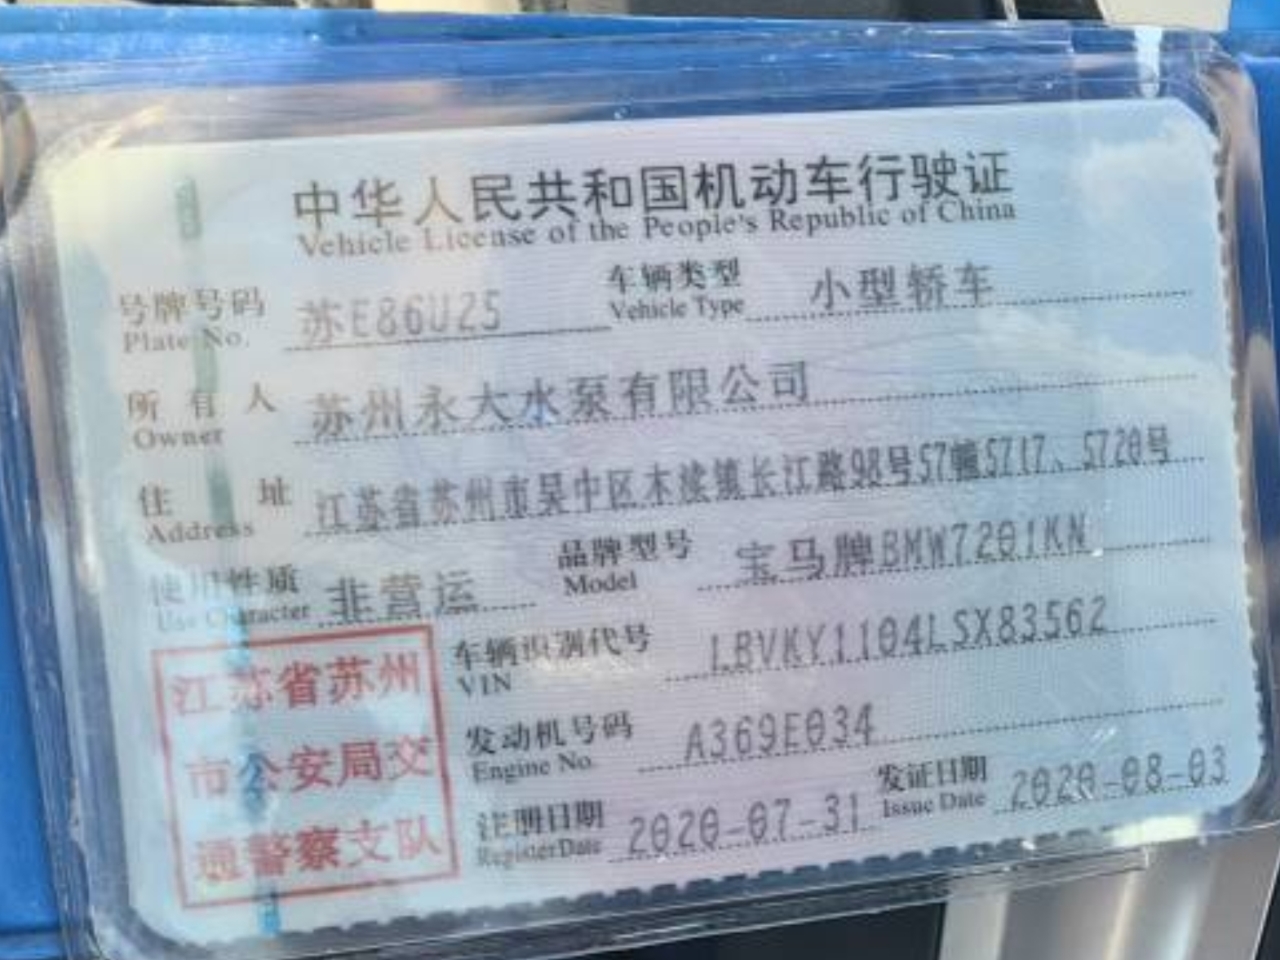 中华人民共和国机动车行驶证
Vehicle License of the People's Republic of China
号牌号码 苏E86U25 车辆类型 小型轿车
Plate No. Vehicle Type
所有人 苏州永大水泵有限公司
Owner
住址 江苏省苏州市吴中区木渎镇长江路98号57幢5717、5720号
Address
使用性质 非营运 品牌型号 宝马牌BMW7201KN
Use Character Model
车辆识别代号 LBVKY1104LSX83562
VIN
发动机号码 A369E034
Engine No.
注册日期 2020-07-31 发证日期 2020-08-03
Register Date Issue Date
江苏省苏州
市公安局交
通警察支队